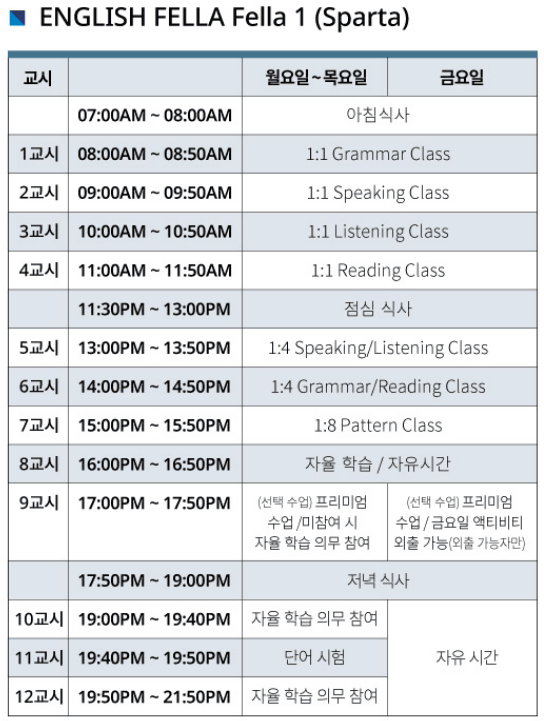 ENGLISH FELLA Fella 1 (Sparta)
교시 월요일~목요일 금요일
07:00AM ~ 08:00AM 아침식사
1교시 08:00AM ~ 08:50AM 1:1 Grammar Class
2교시 09:00AM ~ 09:50AM 1:1 Speaking Class
3교시 10:00AM ~ 10:50AM 1:1 Listening Class
4교시 11:00AM ~ 11:50AM 1:1 Reading Class
11:30PM ~ 13:00PM 점심 식사
5교시 13:00PM ~ 13:50PM 1:4 Speaking/Listening Class
6교시 14:00PM ~ 14:50PM 1:4 Grammar/Reading Class
7교시 15:00PM ~ 15:50PM 1:8 Pattern Class
8교시 16:00PM ~ 16:50PM 자율 학습 / 자유시간
9교시 17:00PM ~ 17:50PM
(선택 수업) 프리미엄
수업 /미참여 시
자율 학습 의무 참여
(선택 수업) 프리미엄
수업 / 금요일 액티비티
외출 가능(외출 가능자만)
17:50PM ~ 19:00PM 저녁 식사
10교시 19:00PM ~ 19:40PM 자율 학습 의무 참여
11교시 19:40PM ~ 19:50PM 단어 시험 자유 시간
12교시 19:50PM ~ 21:50PM 자율 학습 의무 참여